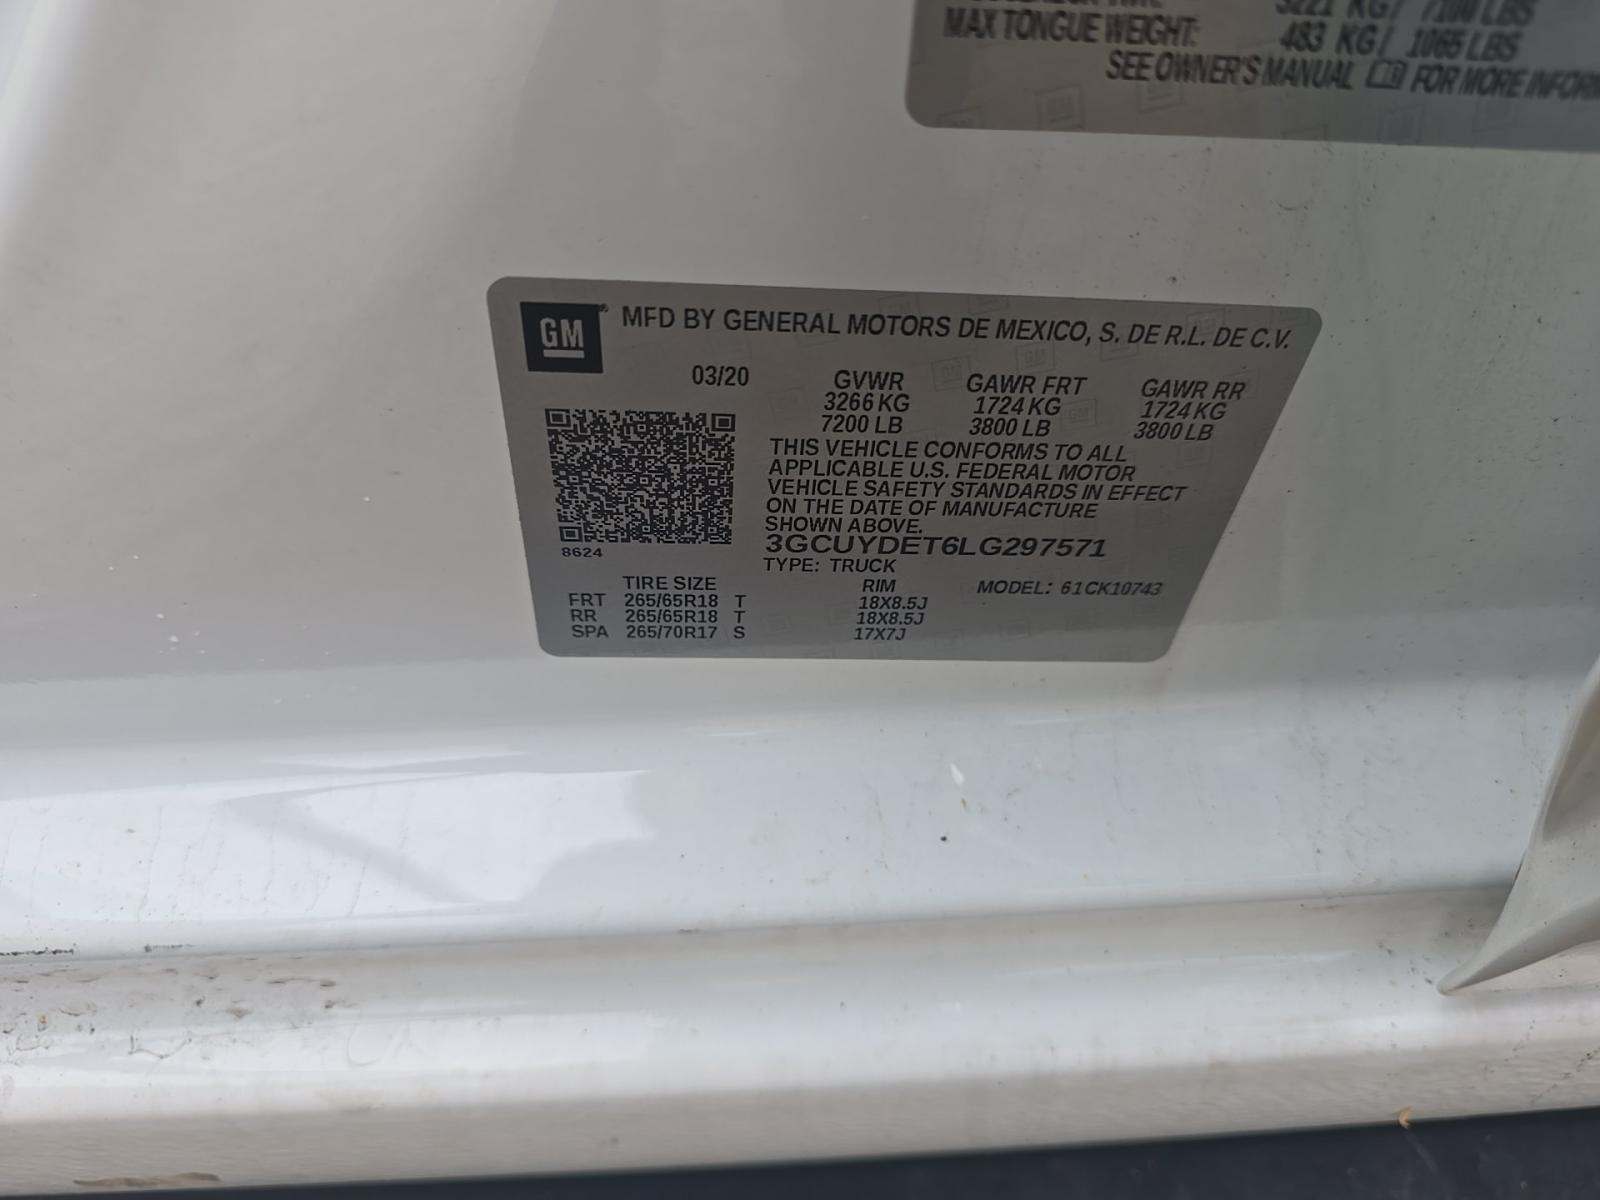 3221 KG/ 7100 LBS
MAX TONGUE WEIGHT: 483 KG/ 1065 LBS
SEE OWNER'S MANUAL FOR MORE
GM
MFD BY GENERAL MOTORS DE MEXICO, S. DE R.L. DE C.V.
03/20 GVWR GAWR FRT GAWR RR
3266 KG 1724 KG 1724 KG
7200 LB 3800 LB 3800 LB
THIS VEHICLE CONFORMS TO ALL
APPLICABLE U.S. FEDERAL MOTOR
VEHICLE SAFETY STANDARDS IN EFFECT
ON THE DATE OF MANUFACTURE
SHOWN ABOVE.
8624
3GCUYDET6LG297571
TYPE: TRUCK
TIRE SIZE RIM MODEL: 61CK10743
FRT 265/65R18 T 18X8.5J
RR 265/65R18 T 18X8.5J
SPA 265/70R17 S 17X7J